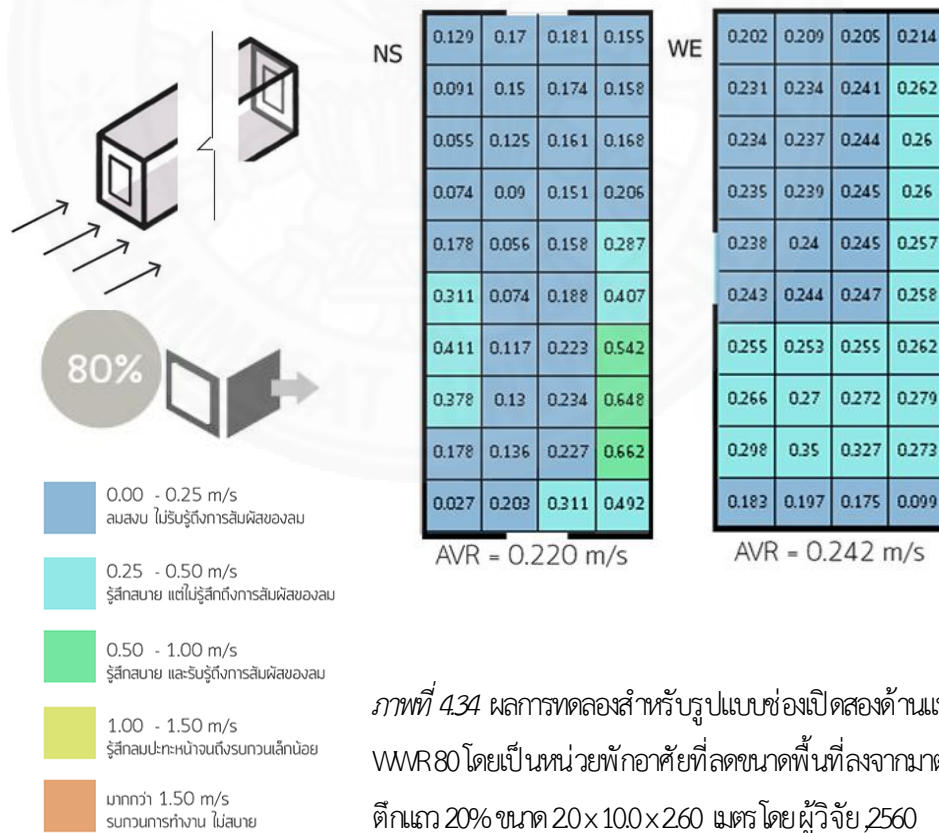 NS
0.129 0.17 0.181 0.155
0.091 0.15 0.174 0.158
0.055 0.125 0.161 0.168
0.074 0.09 0.151 0.206
0.178 0.056 0.158 0.287
0.311 0.074 0.188 0.407
0.411 0.117 0.223 0.542
0.378 0.13 0.234 0.648
0.178 0.136 0.227 0.662
0.027 0.203 0.311 0.492
AVR = 0.220 m/s
WE
0.202 0.209 0.205 0.214
0.231 0.234 0.241 0.262
0.234 0.237 0.244 0.26
0.235 0.239 0.245 0.26
0.238 0.24 0.245 0.257
0.243 0.244 0.247 0.258
0.255 0.253 0.255 0.262
0.266 0.27 0.272 0.279
0.298 0.35 0.327 0.273
0.183 0.197 0.175 0.099
AVR = 0.242 m/s
80%
0.00 - 0.25 m/s
ลมสงบ ไม่รับรู้ถึงการสัมผัสของลม
0.25 - 0.50 m/s
รู้สึกสบาย แต่ไม่รู้สึกถึงการสัมผัสของลม
0.50 - 1.00 m/s
รู้สึกสบาย และรับรู้ถึงการสัมผัสของลม
1.00 - 1.50 m/s
รู้สึกลมปะทะหน้าจนถึงรบกวนเล็กน้อย
มากกว่า 1.50 m/s
รบกวนการทำงาน ไม่สบาย
ภาพที่ 4.34 ผลการทดลองสำหรับรูปแบบช่องเปิดสองด้าน
WWR 80 โดยเป็นหน่วยพักอาศัยที่ลดขนาดพื้นที่ลงจาก
ตึกแถว 20% ขนาด 2.0 x 10.0 x 2.60 เมตร โดย ผู้วิจัย ,2560